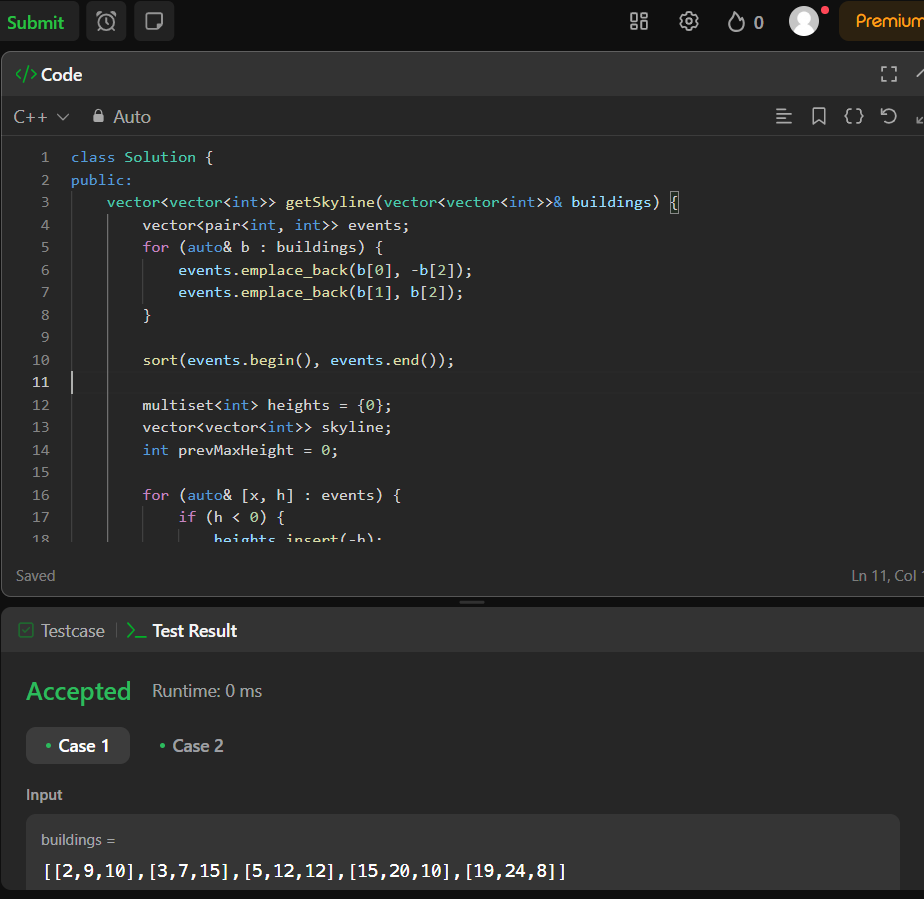 Submit 0 Premium
</> Code
C++ Auto
1 class Solution {
2 public:
3 vector<vector<int>> getSkyline(vector<vector<int>>& buildings) {
4 vector<pair<int, int>> events;
5 for (auto& b : buildings) {
6 events.emplace_back(b[0], -b[2]);
7 events.emplace_back(b[1], b[2]);
8 }
9
10 sort(events.begin(), events.end());
11
12 multiset<int> heights = {0};
13 vector<vector<int>> skyline;
14 int prevMaxHeight = 0;
15
16 for (auto& [x, h] : events) {
17 if (h < 0) {
18 heights.insert(-h);
Saved Ln 11, Col 1
Testcase >_ Test Result
Accepted Runtime: 0 ms
Case 1 Case 2
Input
buildings =
[[2,9,10],[3,7,15],[5,12,12],[15,20,10],[19,24,8]]